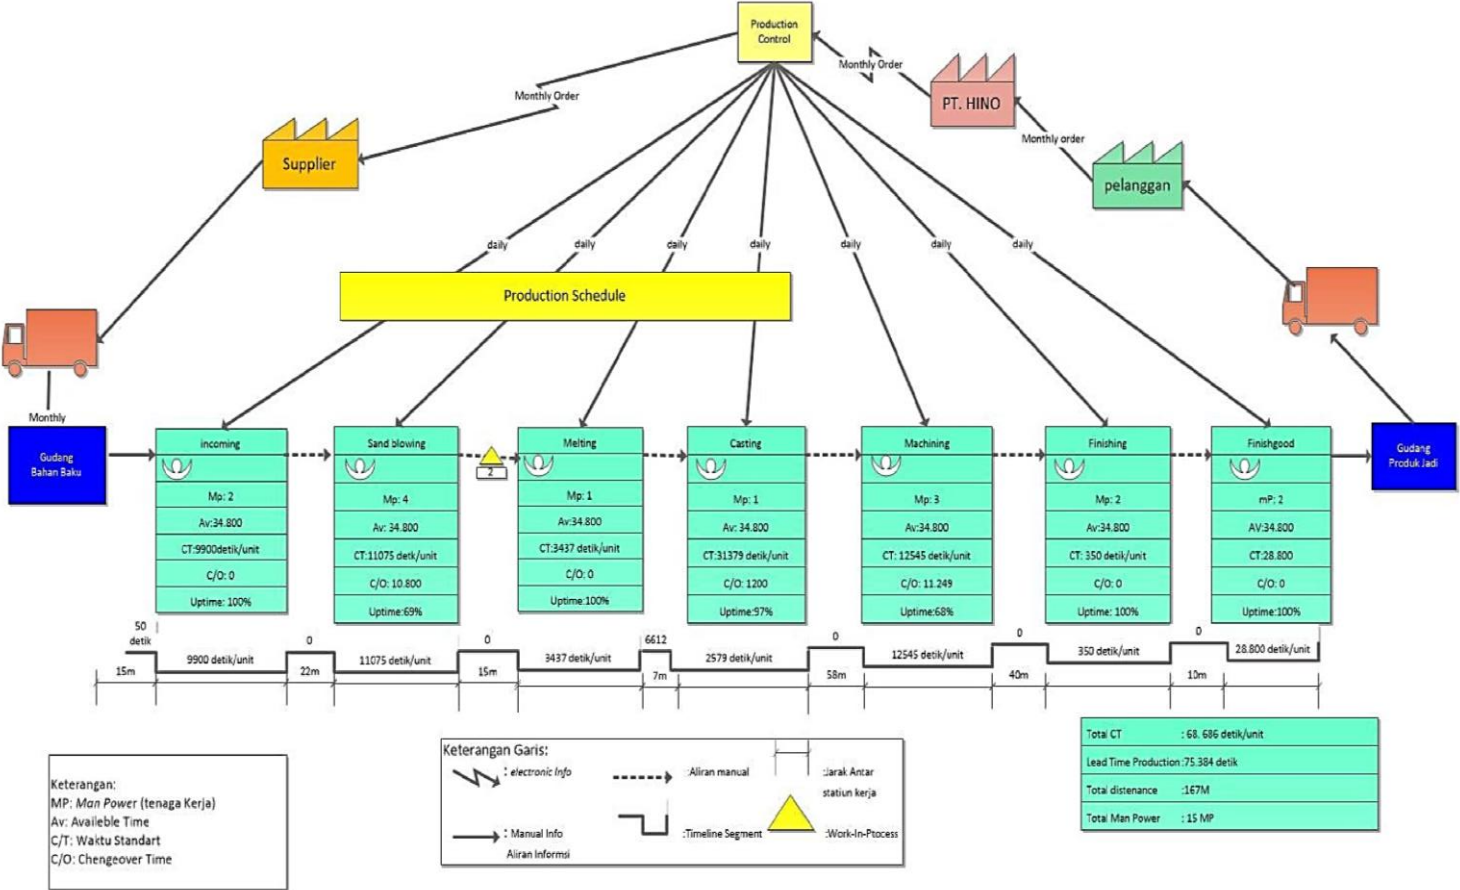 Production
Control
Monthly Order
PT. HINO
Monthly Order
Monthly order
Supplier
pelanggan
daily
daily
daily
daily
daily
daily
daily
Production Schedule
Monthly
Gudang
Bahan Baku
incoming
Mp: 2
Av:34.800
CT:9900detik/unit
C/O: 0
Uptime: 100%
Sand blowing
Mp: 4
Av: 34.800
CT:11075 detk/unit
C/O: 10.800
Uptime:69%
2
Melting
Mp: 1
Av:34.800
CT:3437 detik/unit
C/O: 0
Uptime:100%
Casting
Mp: 1
Av: 34.800
CT:31379 detik/unit
C/O: 1200
Uptime:97%
Machining
Mp: 3
Av:34.800
CT: 12545 detik/unit
C/O: 11.249
Uptime:68%
Finishing
Mp: 2
Av:34.800
CT: 350 detik/unit
C/O: 0
Uptime: 100%
Finishgood
mP: 2
AV:34.800
CT:28.800
C/O: 0
Uptime:100%
Gudang
Produk Jadi
50
detik
0
0
6612
0
0
0
9900 detik/unit
11075 detik/unit
3437 detik/unit
2579 detik/unit
12545 detik/unit
350 detik/unit
28.800 detik/unit
15m
22m
15m
7m
58m
40m
10m
Keterangan:
MP: Man Power (tenaga Kerja)
Av: Availeble Time
C/T: Waktu Standart
C/O: Chengeover Time
Keterangan Garis:
: electronic Info
:Aliran manual
:Jarak Antar
statiun kerja
: Manual Info
Aliran Informsi
:Timeline Segment
:Work-In-Ptocess
Total CT : 68. 686 detik/unit
Lead Time Production :75.384 detik
Total distenance :167M
Total Man Power : 15 MP